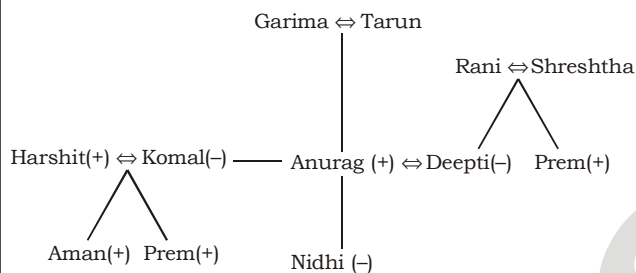 Garima ⇔ Tarun
Rani ⇔ Shreshtha
Harshit(+) ⇔ Komal(–) Anurag (+) ⇔ Deepti(–) Prem(+)
Aman(+) Prem(+)
Nidhi (–)